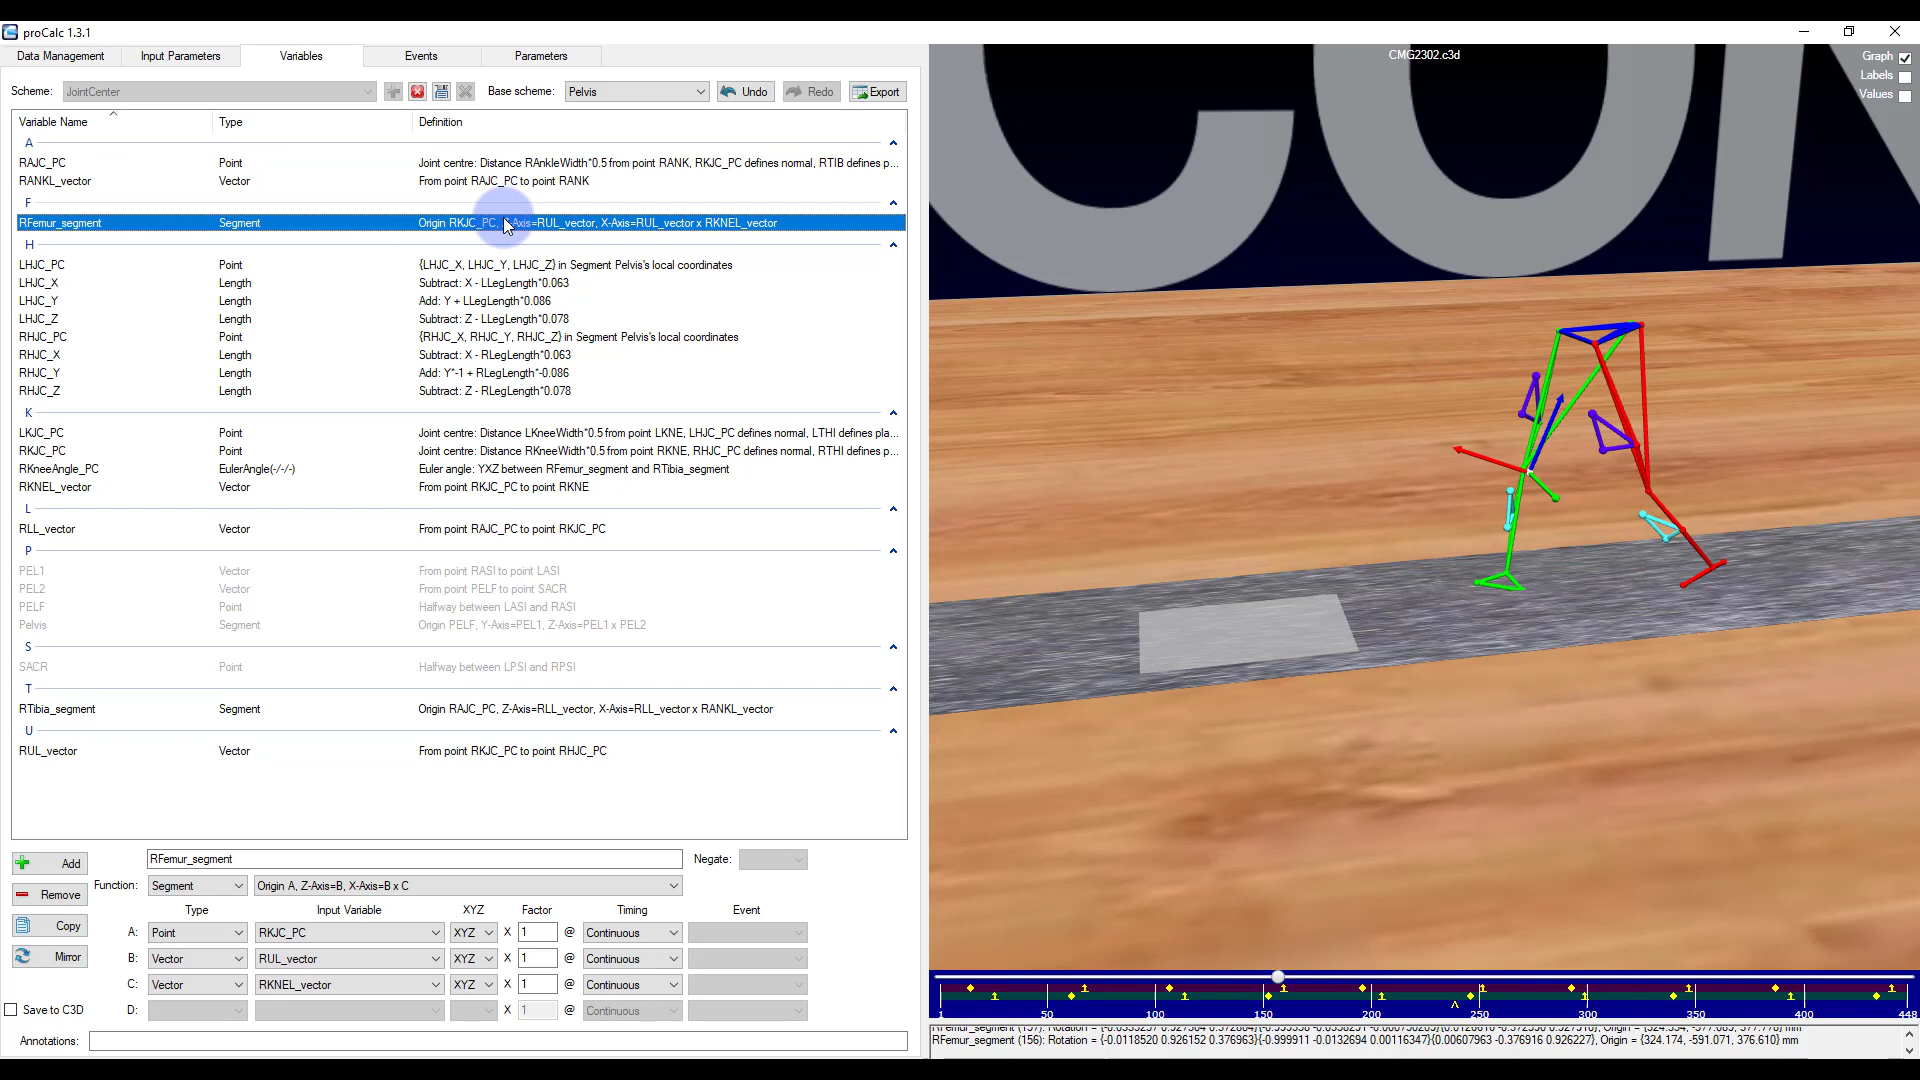 proCalc 1.3.1
Data Management Input Parameters Variables Events Parameters
Scheme: JointCenter Base scheme: Pelvis Undo Redo Export
Variable Name Type Definition
A
RAJC_PC Point Joint centre: Distance RAnkleWidth*0.5 from point RANK, RKJC_PC defines normal, RTIB defines p...
RANKL_vector Vector From point RAJC_PC to point RANK
F
RFemur_segment Segment Origin RKJC_PC, Z-Axis=RUL_vector, X-Axis=RUL_vector x RKNEL_vector
H
LHJC_PC Point {LHJC_X, LHJC_Y, LHJC_Z} in Segment Pelvis's local coordinates
LHJC_X Length Subtract: X - LLegLength*0.063
LHJC_Y Length Add: Y + LLegLength*0.086
LHJC_Z Length Subtract: Z - LLegLength*0.078
RHJC_PC Point {RHJC_X, RHJC_Y, RHJC_Z} in Segment Pelvis's local coordinates
RHJC_X Length Subtract: X - RLegLength*0.063
RHJC_Y Length Add: Y*-1 + RLegLength*-0.086
RHJC_Z Length Subtract: Z - RLegLength*0.078
K
LKJC_PC Point Joint centre: Distance LKneeWidth*0.5 from point LKNE, LHJC_PC defines normal, LTHI defines pla...
RKJC_PC Point Joint centre: Distance RKneeWidth*0.5 from point RKNE, RHJC_PC defines normal, RTHI defines pla...
RKneeAngle_PC EulerAngle(-/-/-) Euler angle: YXZ between RFemur_segment and RTibia_segment
RKNEL_vector Vector From point RKJC_PC to point RKNE
L
RLL_vector Vector From point RAJC_PC to point RKJC_PC
P
PEL1 Vector From point RASI to point LASI
PEL2 Vector From point PELF to point SACR
PELF Point Halfway between LASI and RASI
Pelvis Segment Origin PELF, Y-Axis=PEL1, Z-Axis=PEL1 x PEL2
S
SACR Point Halfway between LPSI and RPSI
T
RTibia_segment Segment Origin RAJC_PC, Z-Axis=RLL_vector, X-Axis=RLL_vector x RANKL_vector
U
RUL_vector Vector From point RKJC_PC to point RHJC_PC
Add RFemur_segment Negate:
Function: Segment Origin A, Z-Axis=B, X-Axis=B x C
Remove
Type Input Variable XYZ Factor Timing Event
Copy A: Point RKJC_PC XYZ X 1 @ Continuous
Mirror B: Vector RUL_vector XYZ X 1 @ Continuous
C: Vector RKNEL_vector XYZ X 1 @ Continuous
Save to C3D D: X 1 @ Continuous
Annotations:
CMG2302.c3d
Graph
Labels
Values
CON
1 50 100 150 200 250 300 350 400 448
RFemur_segment (156): Rotation = {-0.0118520 0.926152 0.376963}{-0.999911 -0.0132694 0.00116347}{0.00607963 -0.376916 0.926227}, Origin = {324.174, -591.071, 376.610} mm